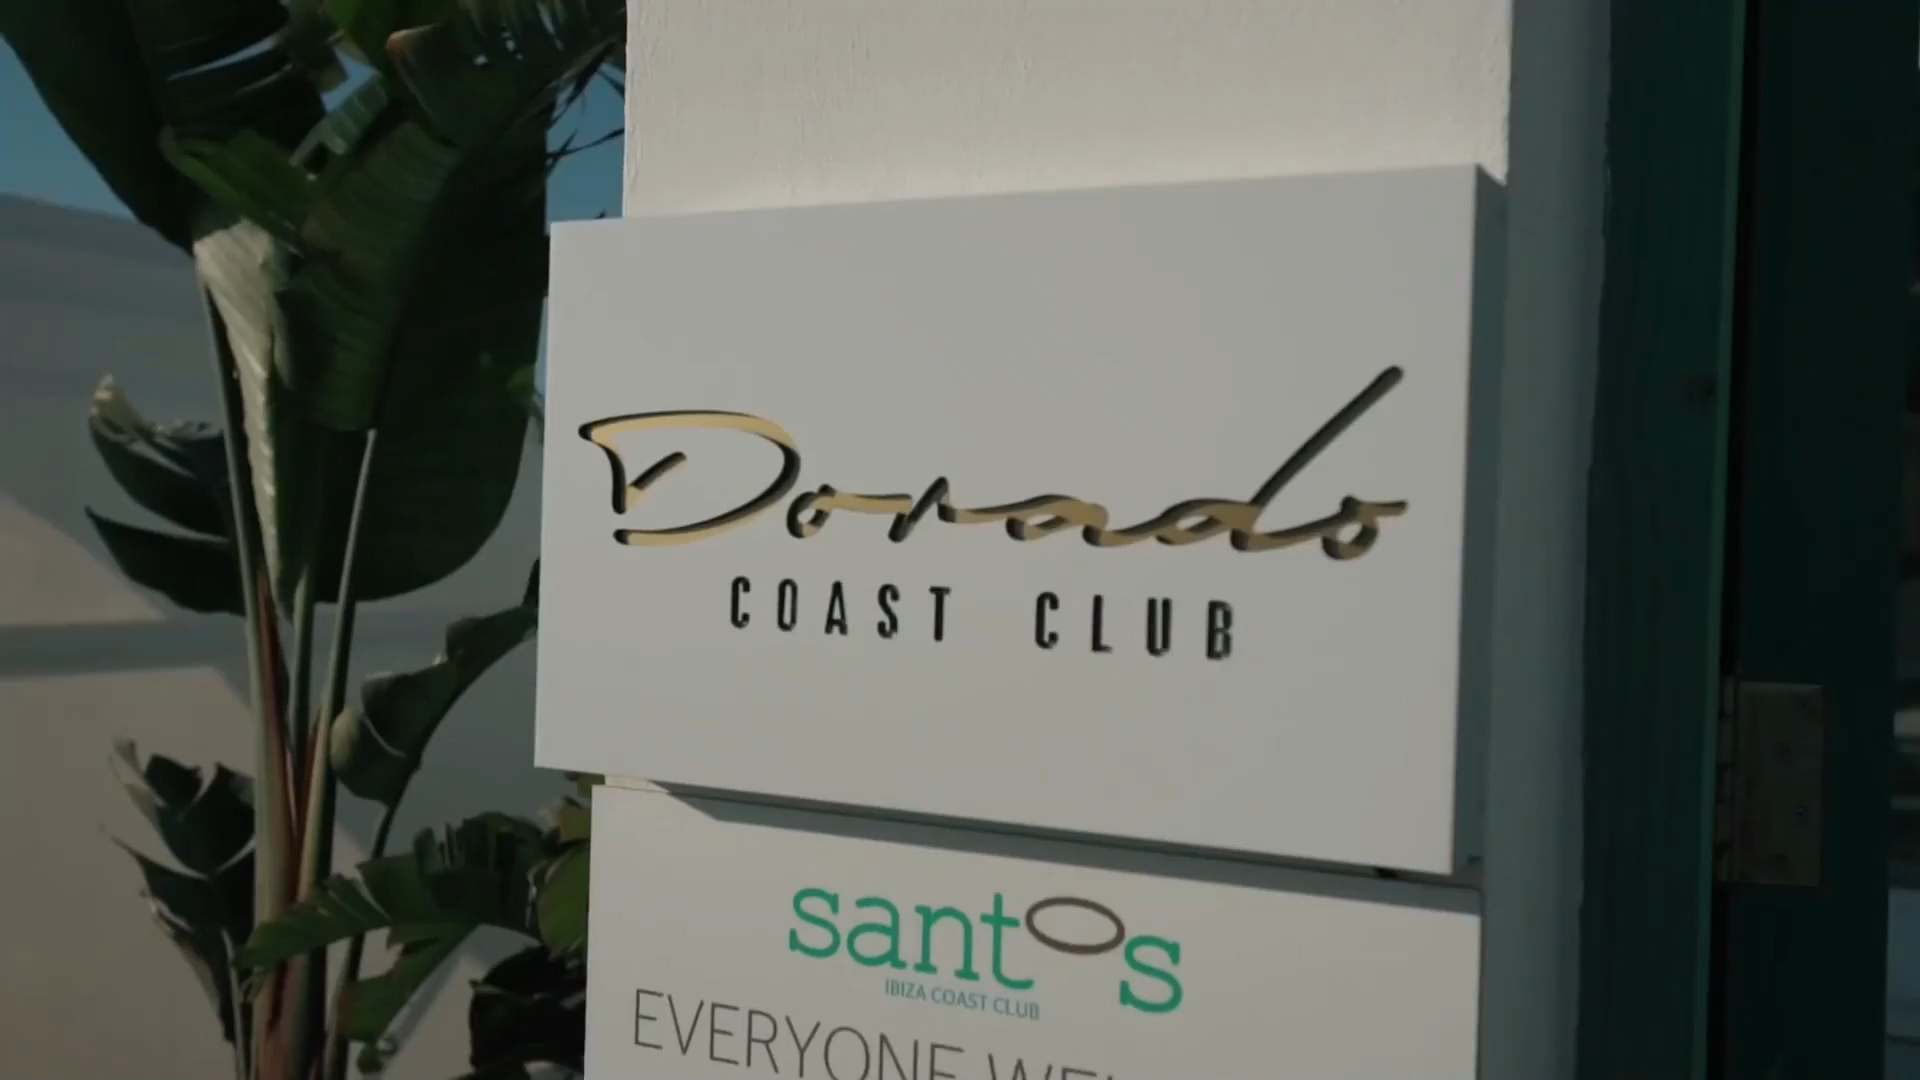 Dorado
COAST CLUB
santos
IBIZA COAST CLUB
EVERYONE